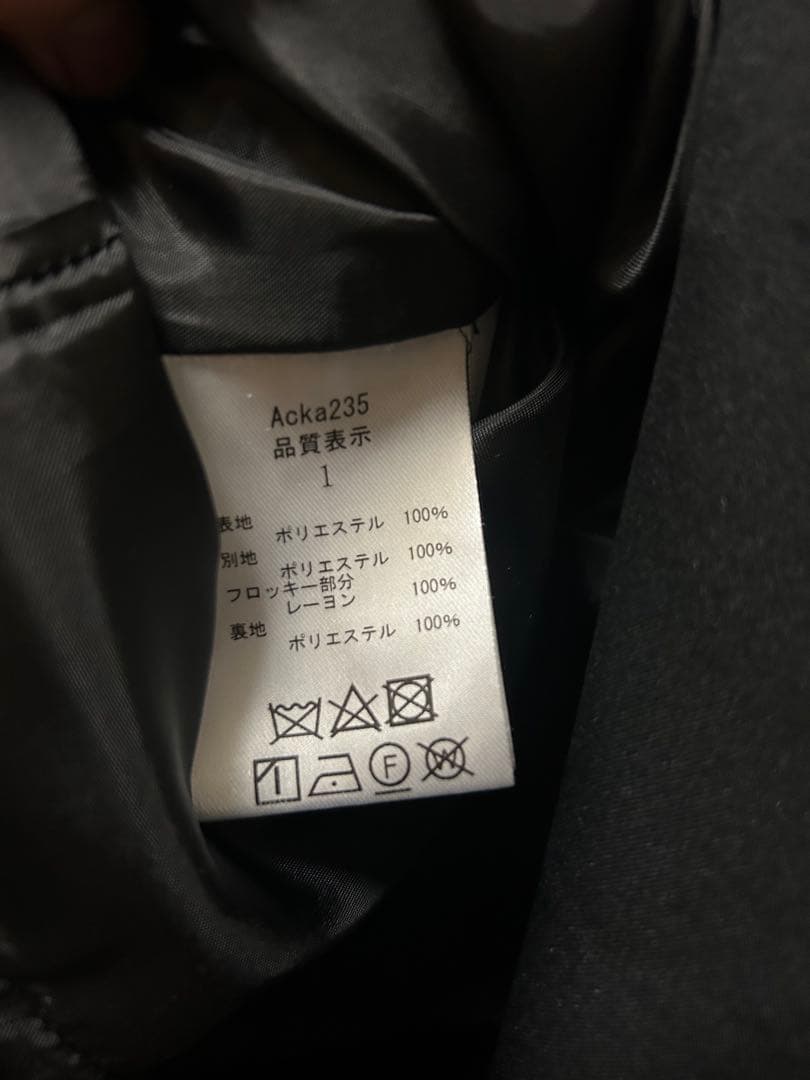 Acka235
品質表示
1
表地 ポリエステル 100%
別地 ポリエステル 100%
フロッキー部分
レーヨン 100%
裏地 ポリエステル 100%
F
W